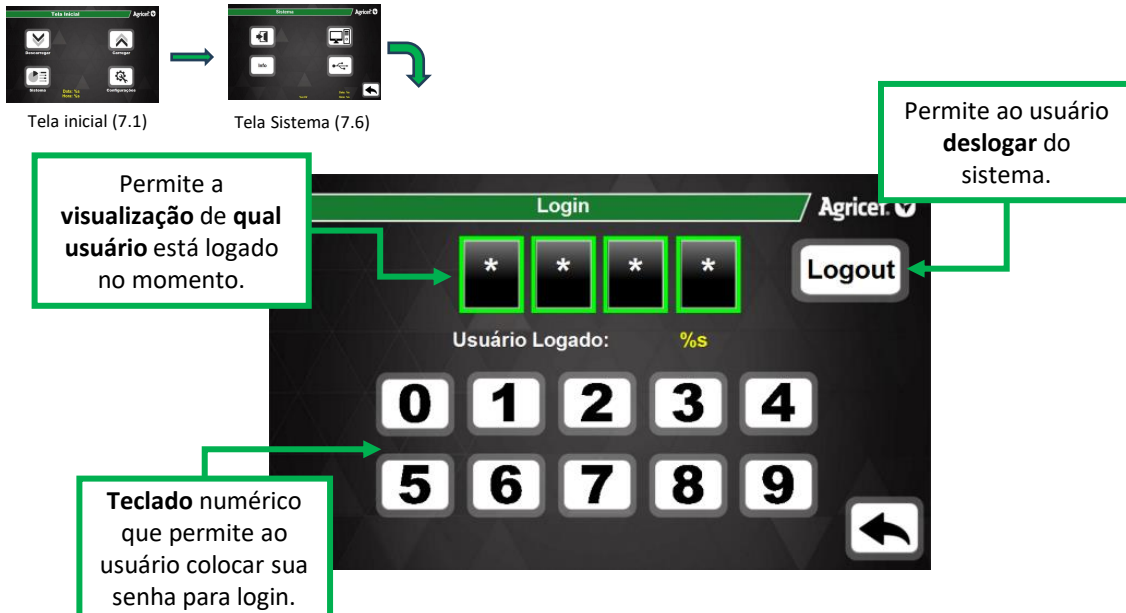 Tela Inicial
Agricef
Descarregar
Carregar
Sistema
Data: %s
Hora: %s
Configurações
Tela inicial (7.1)
Sistema
Agricef
Info
Tela Sistema (7.6)
Permite ao usuário
deslogar do
sistema.
Permite a
visualização de qual
usuário está logado
no momento.
Login
Agricef
* * * *
Logout
Usuário Logado: %s
0 1 2 3 4
5 6 7 8 9
Teclado numérico
que permite ao
usuário colocar sua
senha para login.